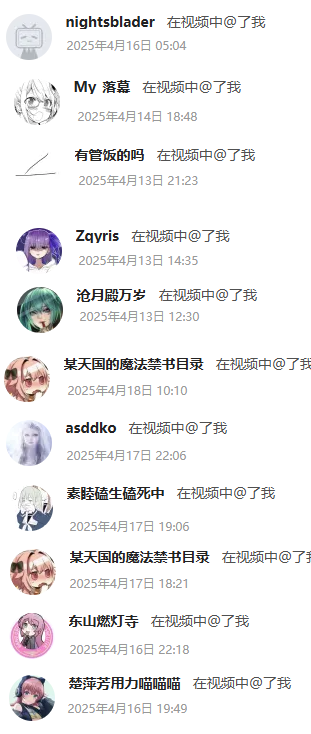 nightsblader 在视频中@了我
2025年4月16日 05:04
My 落幕 在视频中@了我
2025年4月14日 18:48
有管饭的吗 在视频中@了我
2025年4月13日 21:23
Zqyris 在视频中@了我
2025年4月13日 14:35
沧月殿万岁 在视频中@了我
2025年4月13日 12:30
某天国的魔法禁书目录 在视频中@了我
2025年4月18日 10:10
asddko 在视频中@了我
2025年4月17日 22:06
素睦磕生磕死中 在视频中@了我
2025年4月17日 19:06
某天国的魔法禁书目录 在视频中@了我
2025年4月17日 18:21
东山燃灯寺 在视频中@了我
2025年4月16日 22:18
楚萍芳用力喵喵喵 在视频中@了我
2025年4月16日 19:49